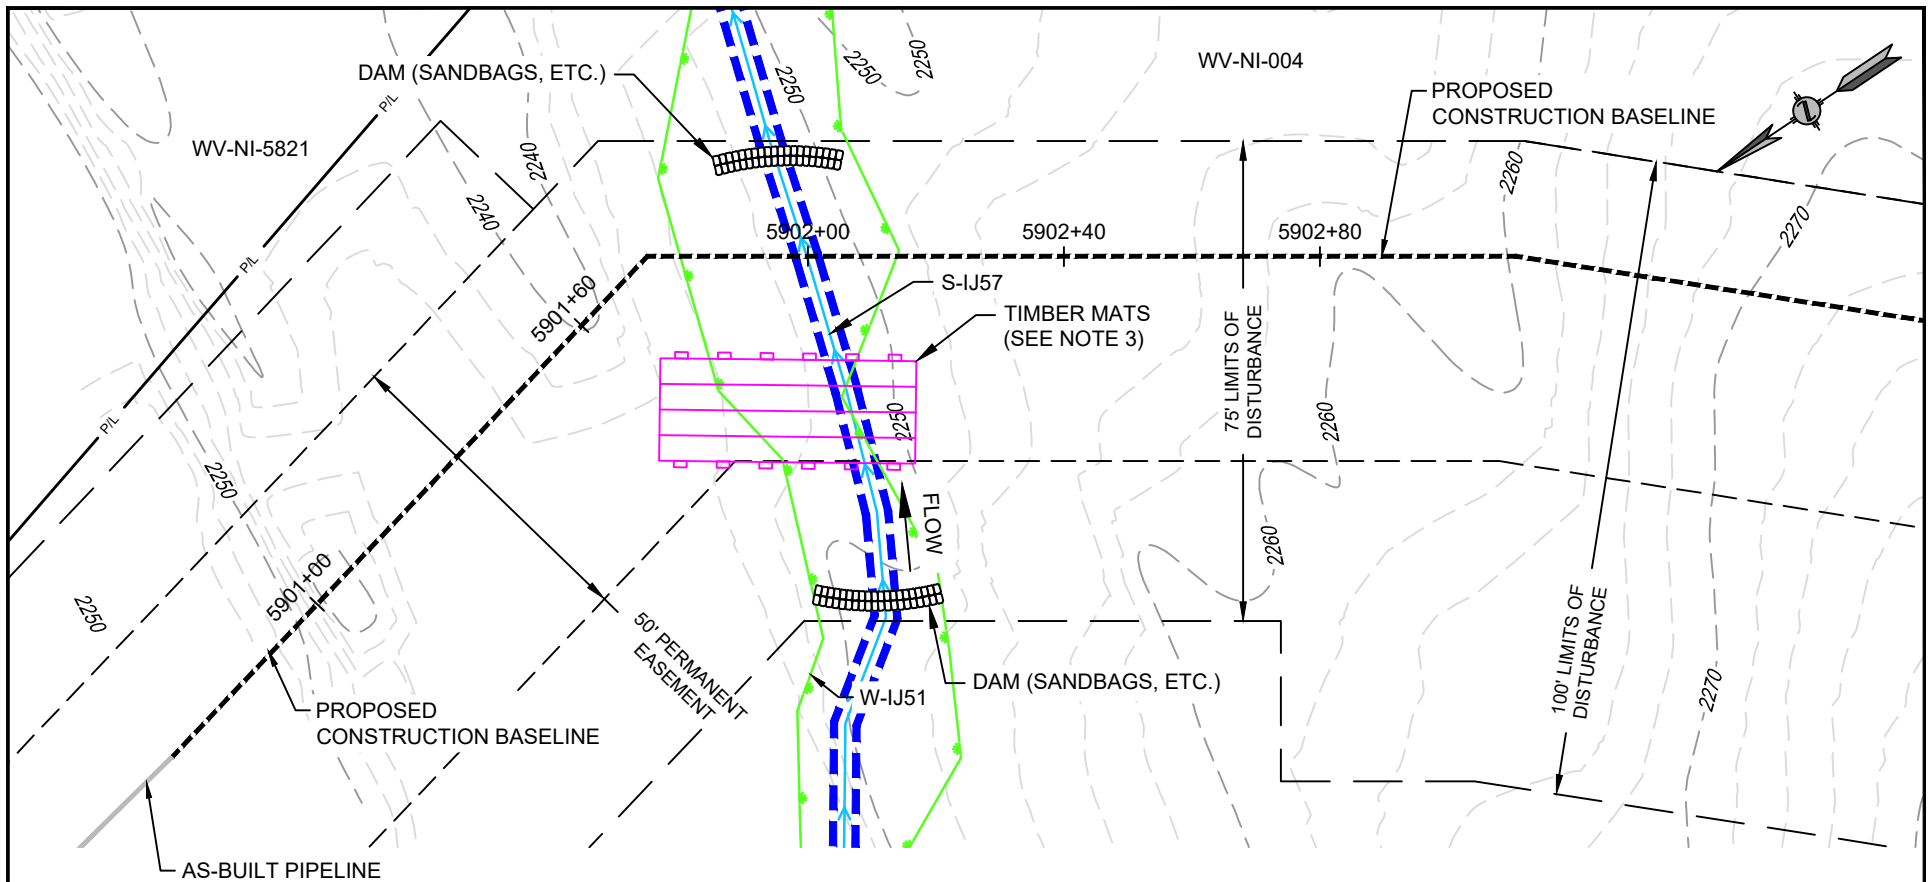 WV-NI-004
DAM (SANDBAGS, ETC.)
2250
2250
2250
PROPOSED
CONSTRUCTION BASELINE
P/L
WV-NI-5821
2240
2240
2260
2270
5902+00
5902+40
5902+80
P/L
S-IJ57
5901+60
TIMBER MATS
(SEE NOTE 3)
75' LIMITS OF
DISTURBANCE
P/L
2250
2260
2250
FLOW
2260
5901+00
2250
50' PERMANENT
EASEMENT
100' LIMITS OF
DISTURBANCE
DAM (SANDBAGS, ETC.)
W-IJ51
2270
PROPOSED
CONSTRUCTION BASELINE
AS-BUILT PIPELINE